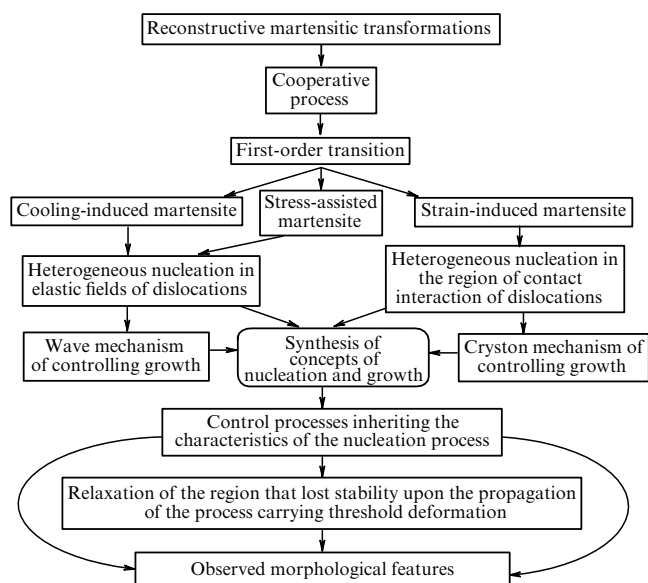 Reconstructive martensitic transformations
Cooperative
process
First-order transition
Cooling-induced martensite
Stress-assisted
martensite
Strain-induced martensite
Heterogeneous nucleation in
elastic fields of dislocations
Heterogeneous nucleation in
the region of contact
interaction of dislocations
Wave mechanism
of controlling growth
Synthesis of
concepts of
nucleation and growth
Cryston mechanism of
controlling growth
Control processes inheriting the
characteristics of the nucleation process
Relaxation of the region that lost stability upon the propagation
of the process carrying threshold deformation
Observed morphological features